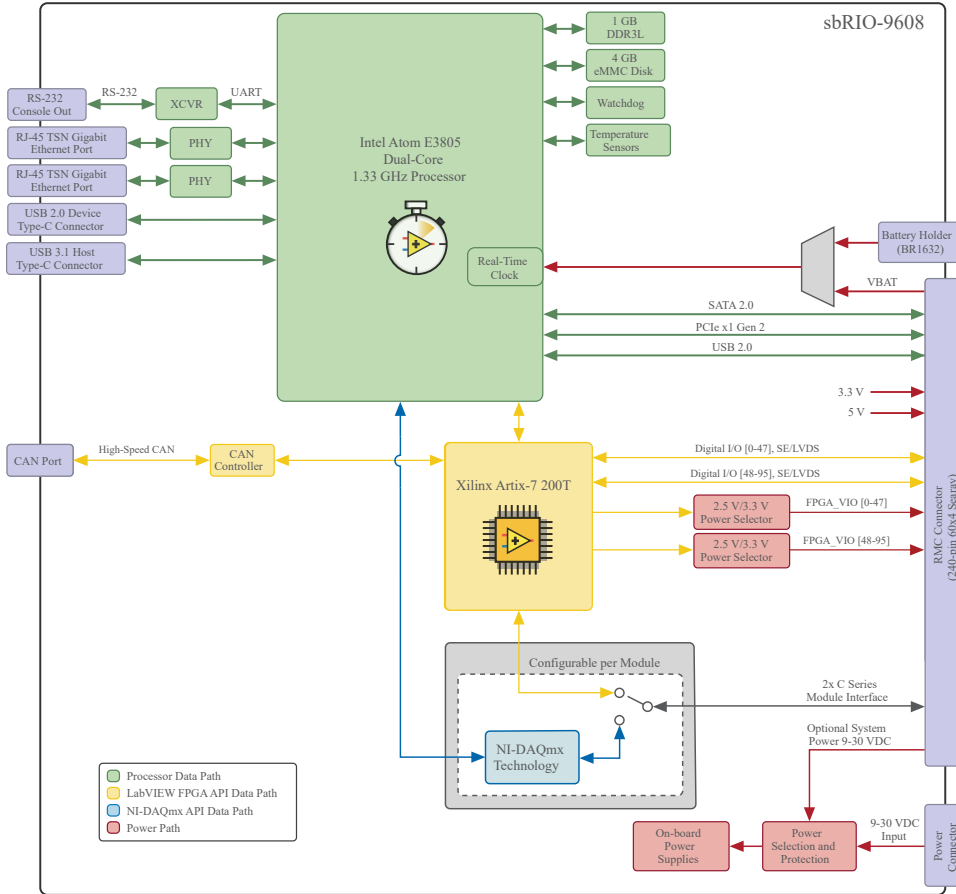 sbRIO-9608
1 GB
DDR3L
4 GB
eMMC Disk
Watchdog
Temperature
Sensors
RS-232
Console Out
RS-232
XCVR
UART
RJ-45 TSN Gigabit
Ethernet Port
PHY
RJ-45 TSN Gigabit
Ethernet Port
PHY
USB 2.0 Device
Type-C Connector
USB 3.1 Host
Type-C Connector
Intel Atom E3805
Dual-Core
1.33 GHz Processor
Real-Time
Clock
Battery Holder
(BR1632)
VBAT
SATA 2.0
PCIe x1 Gen 2
USB 2.0
3.3 V
5 V
CAN Port
High-Speed CAN
CAN
Controller
Xilinx Artix-7 200T
Digital I/O [0-47], SE/LVDS
Digital I/O [48-95], SE/LVDS
2.5 V/3.3 V
Power Selector
FPGA_VIO [0-47]
2.5 V/3.3 V
Power Selector
FPGA_VIO [48-95]
RMC Connector
(240-pin 60x4 Searay)
Configurable per Module
NI-DAQmx
Technology
2x C Series
Module Interface
Optional System
Power 9-30 VDC
Processor Data Path
LabVIEW FPGA API Data Path
NI-DAQmx API Data Path
Power Path
On-board
Power
Supplies
Power
Selection and
Protection
9-30 VDC
Input
Power
Connector